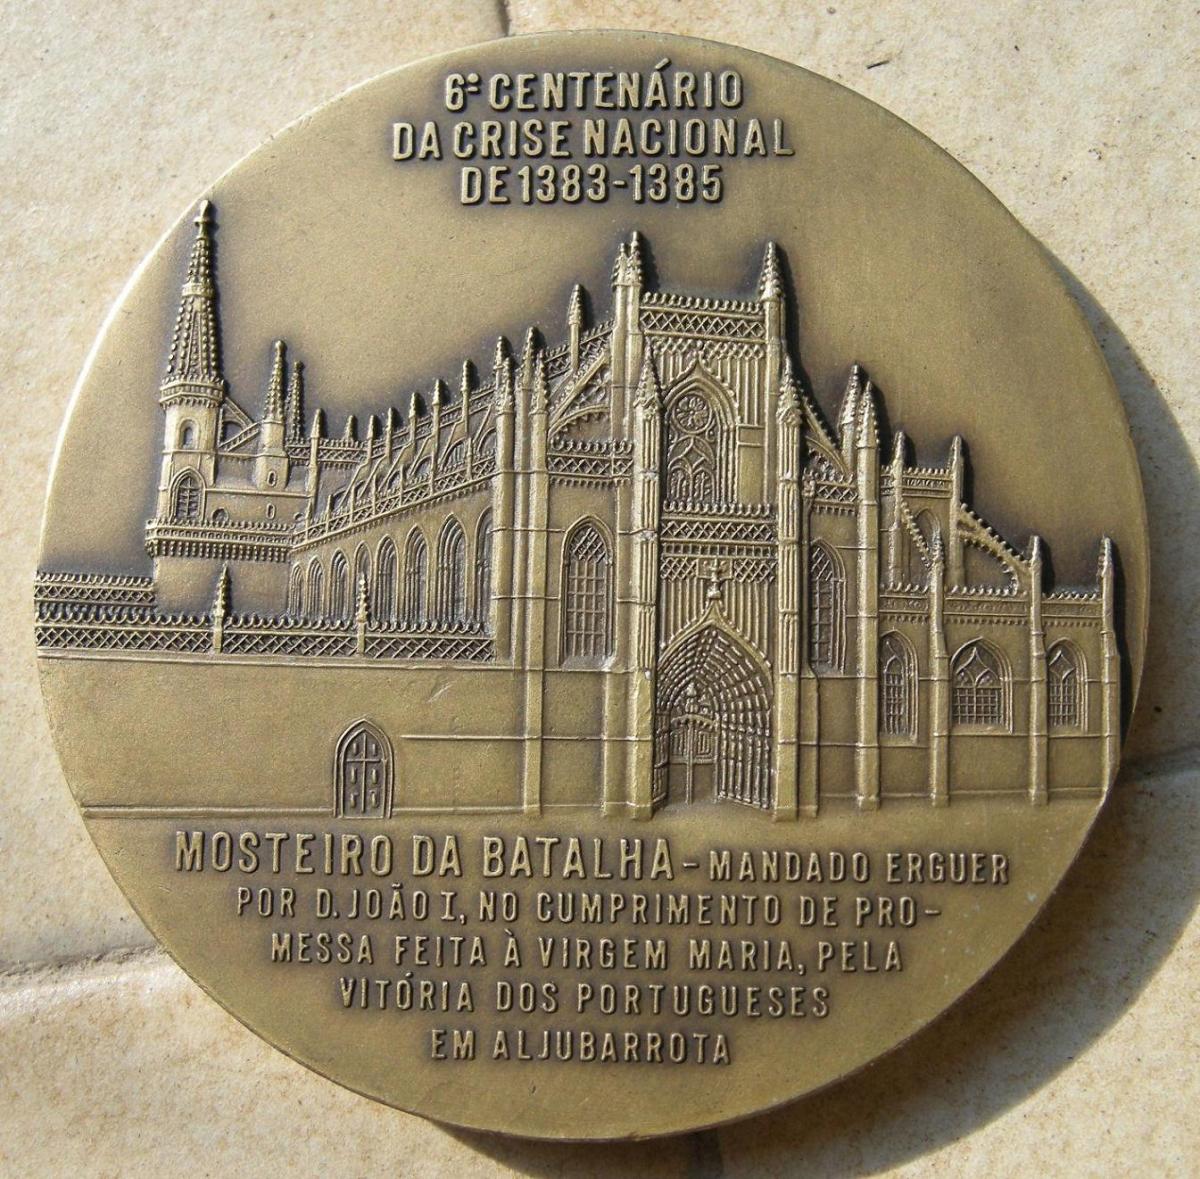 6º CENTENÁRIO
DA CRISE NACIONAL
DE 1383-1385
MOSTEIRO DA BATALHA - MANDADO ERGUER
POR D. JOÃO I, NO CUMPRIMENTO DE PRO-
MESSA FEITA À VIRGEM MARIA, PELA
VITÓRIA DOS PORTUGUESES
EM ALJUBARROTA